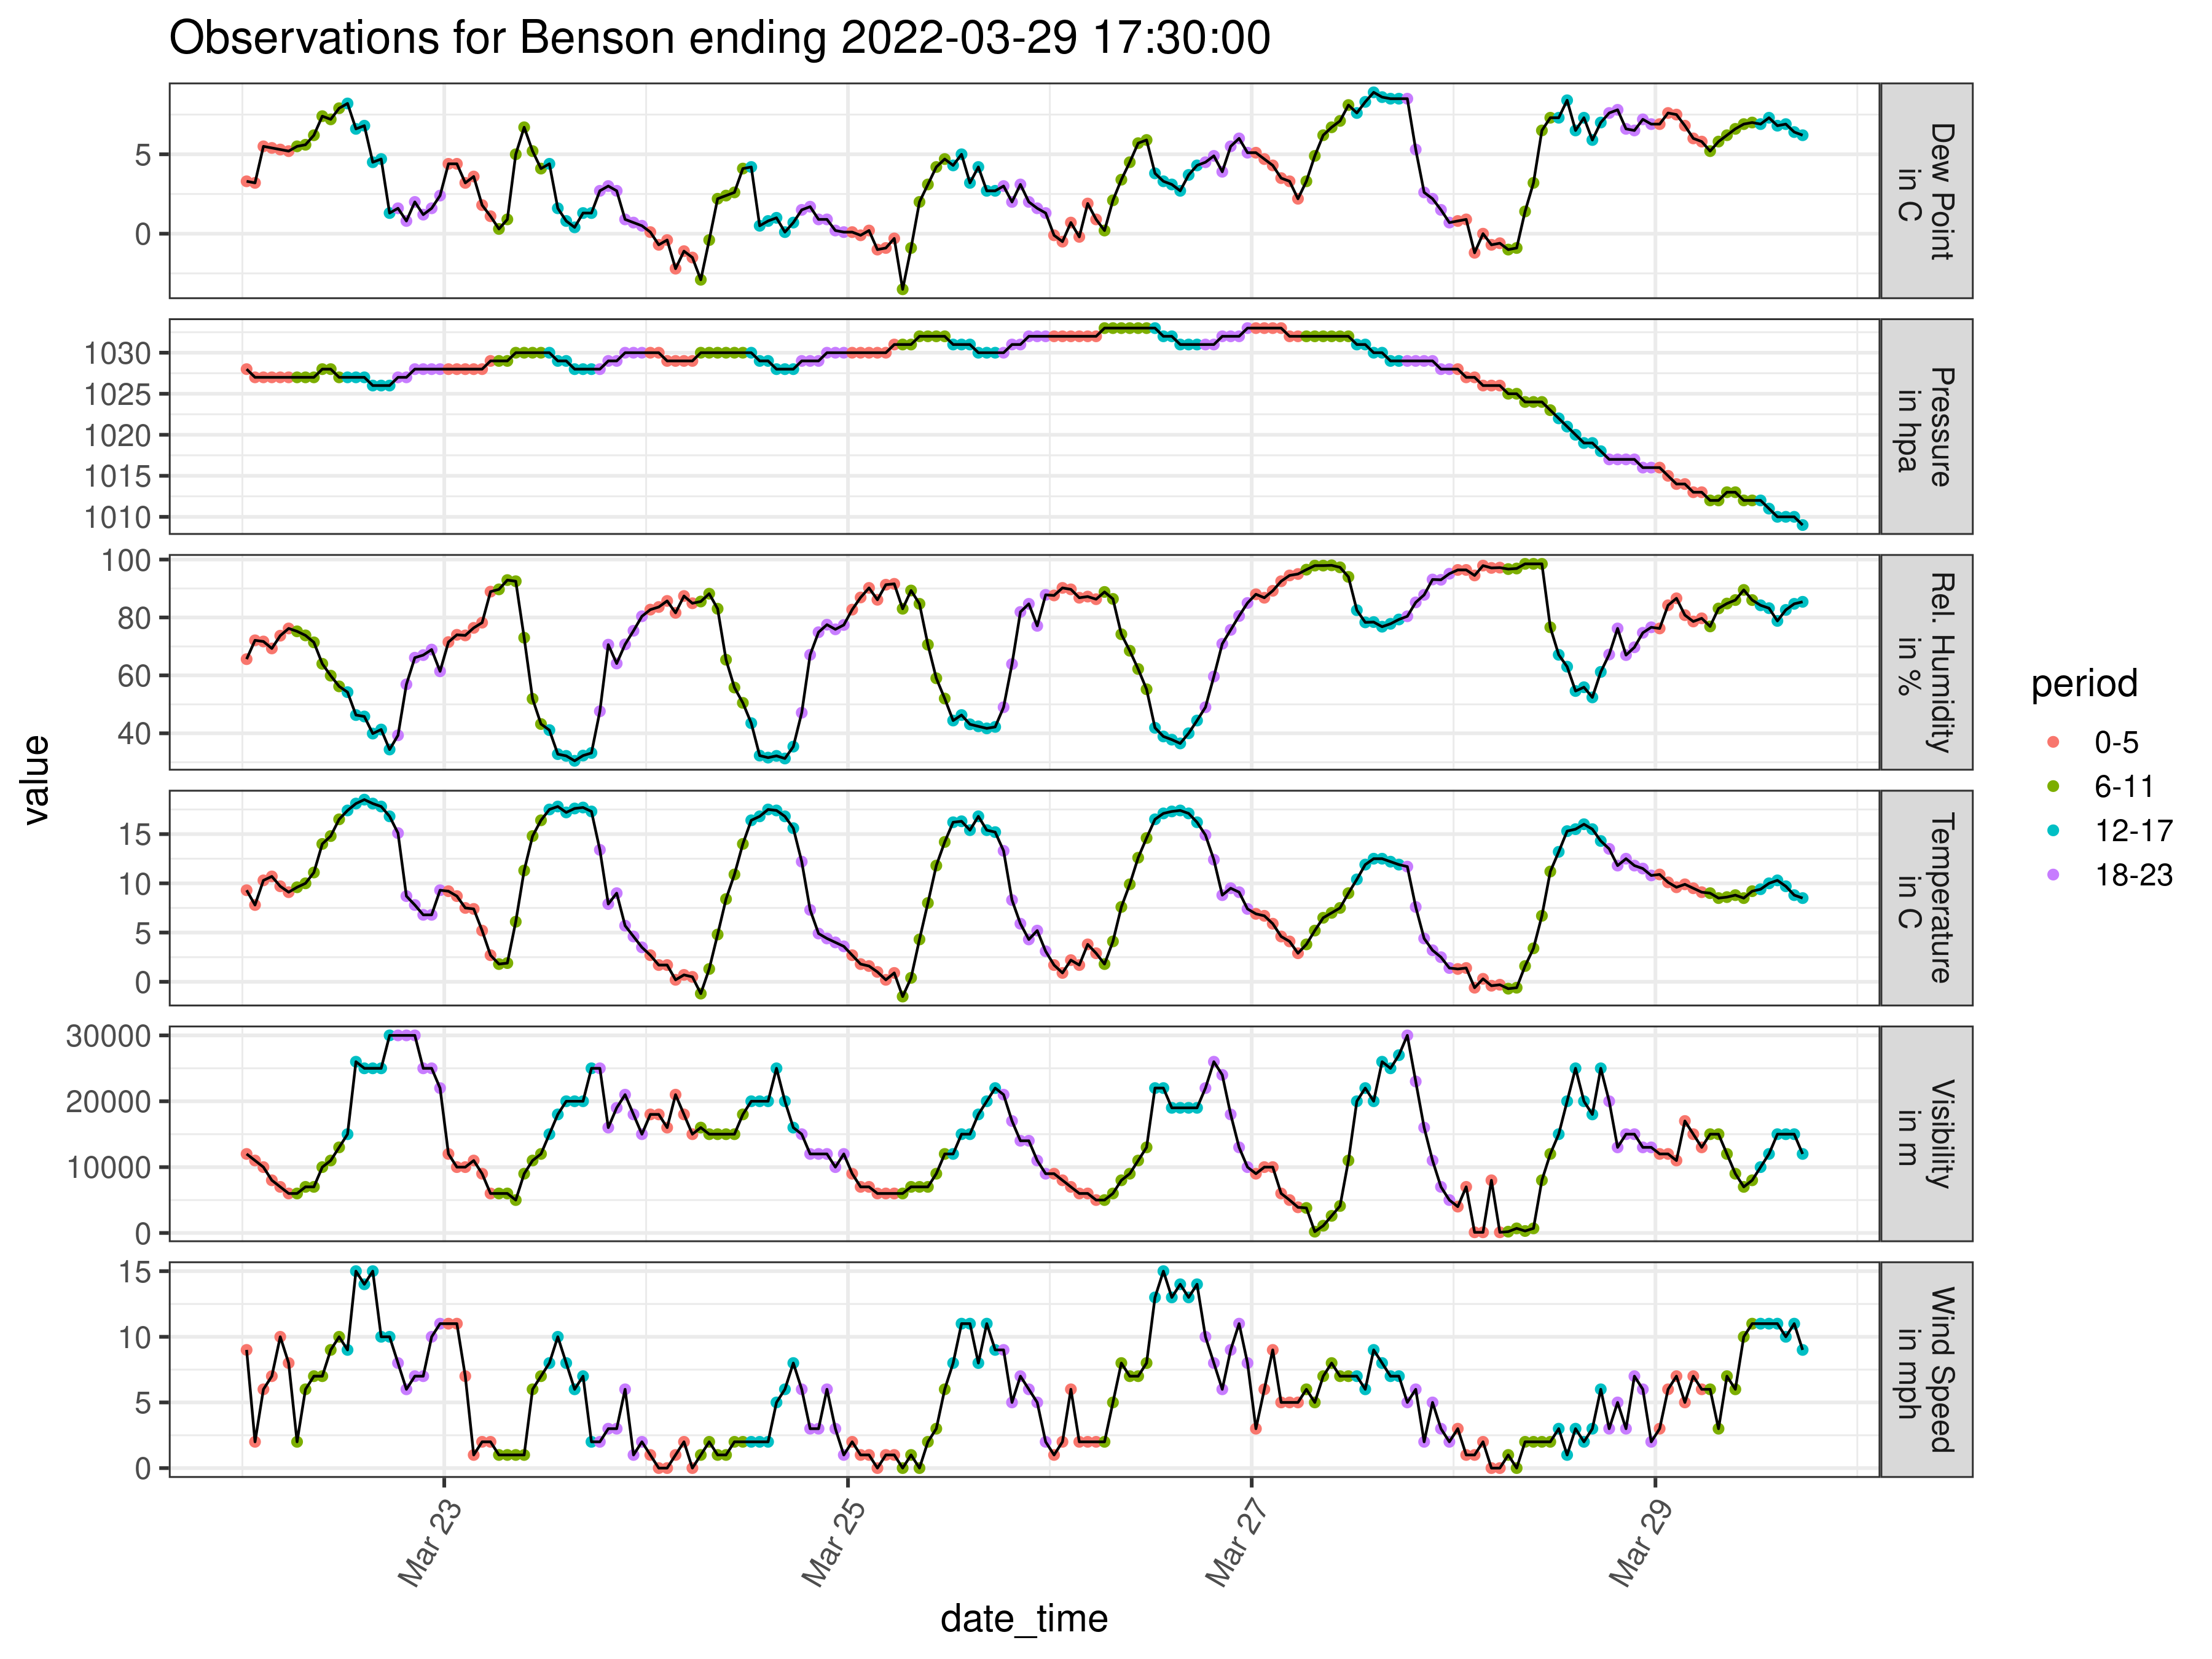 Observations for Benson ending 2022-03-29 17:30:00
value
5
0
Dew Point
in C
1030
1025
1020
1015
1010
Pressure
in hpa
100
80
60
40
Rel. Humidity
in %
15
10
5
0
Temperature
in C
30000
20000
10000
0
Visibility
in m
15
10
5
0
Wind Speed
in mph
Mar 23
Mar 25
Mar 27
Mar 29
date_time
period
0-5
6-11
12-17
18-23